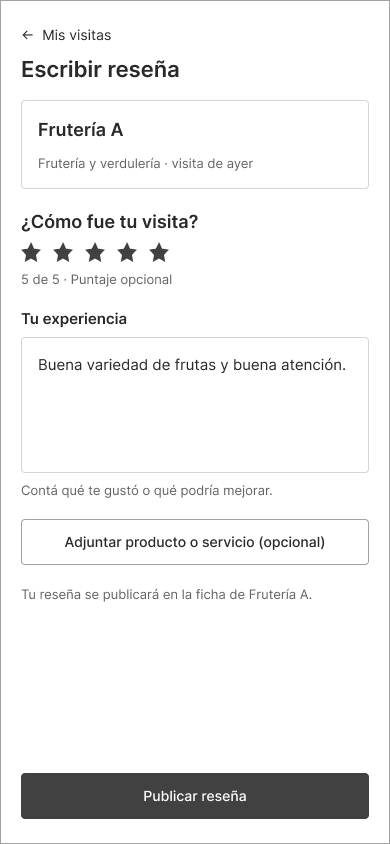 ← Mis visitas
Escribir reseña
Frutería A
Frutería y verdulería · visita de ayer
¿Cómo fue tu visita?
5 de 5 · Puntaje opcional
Tu experiencia
Buena variedad de frutas y buena atención.
Contá qué te gustó o qué podría mejorar.
Adjuntar producto o servicio (opcional)
Tu reseña se publicará en la ficha de Frutería A.
Publicar reseña